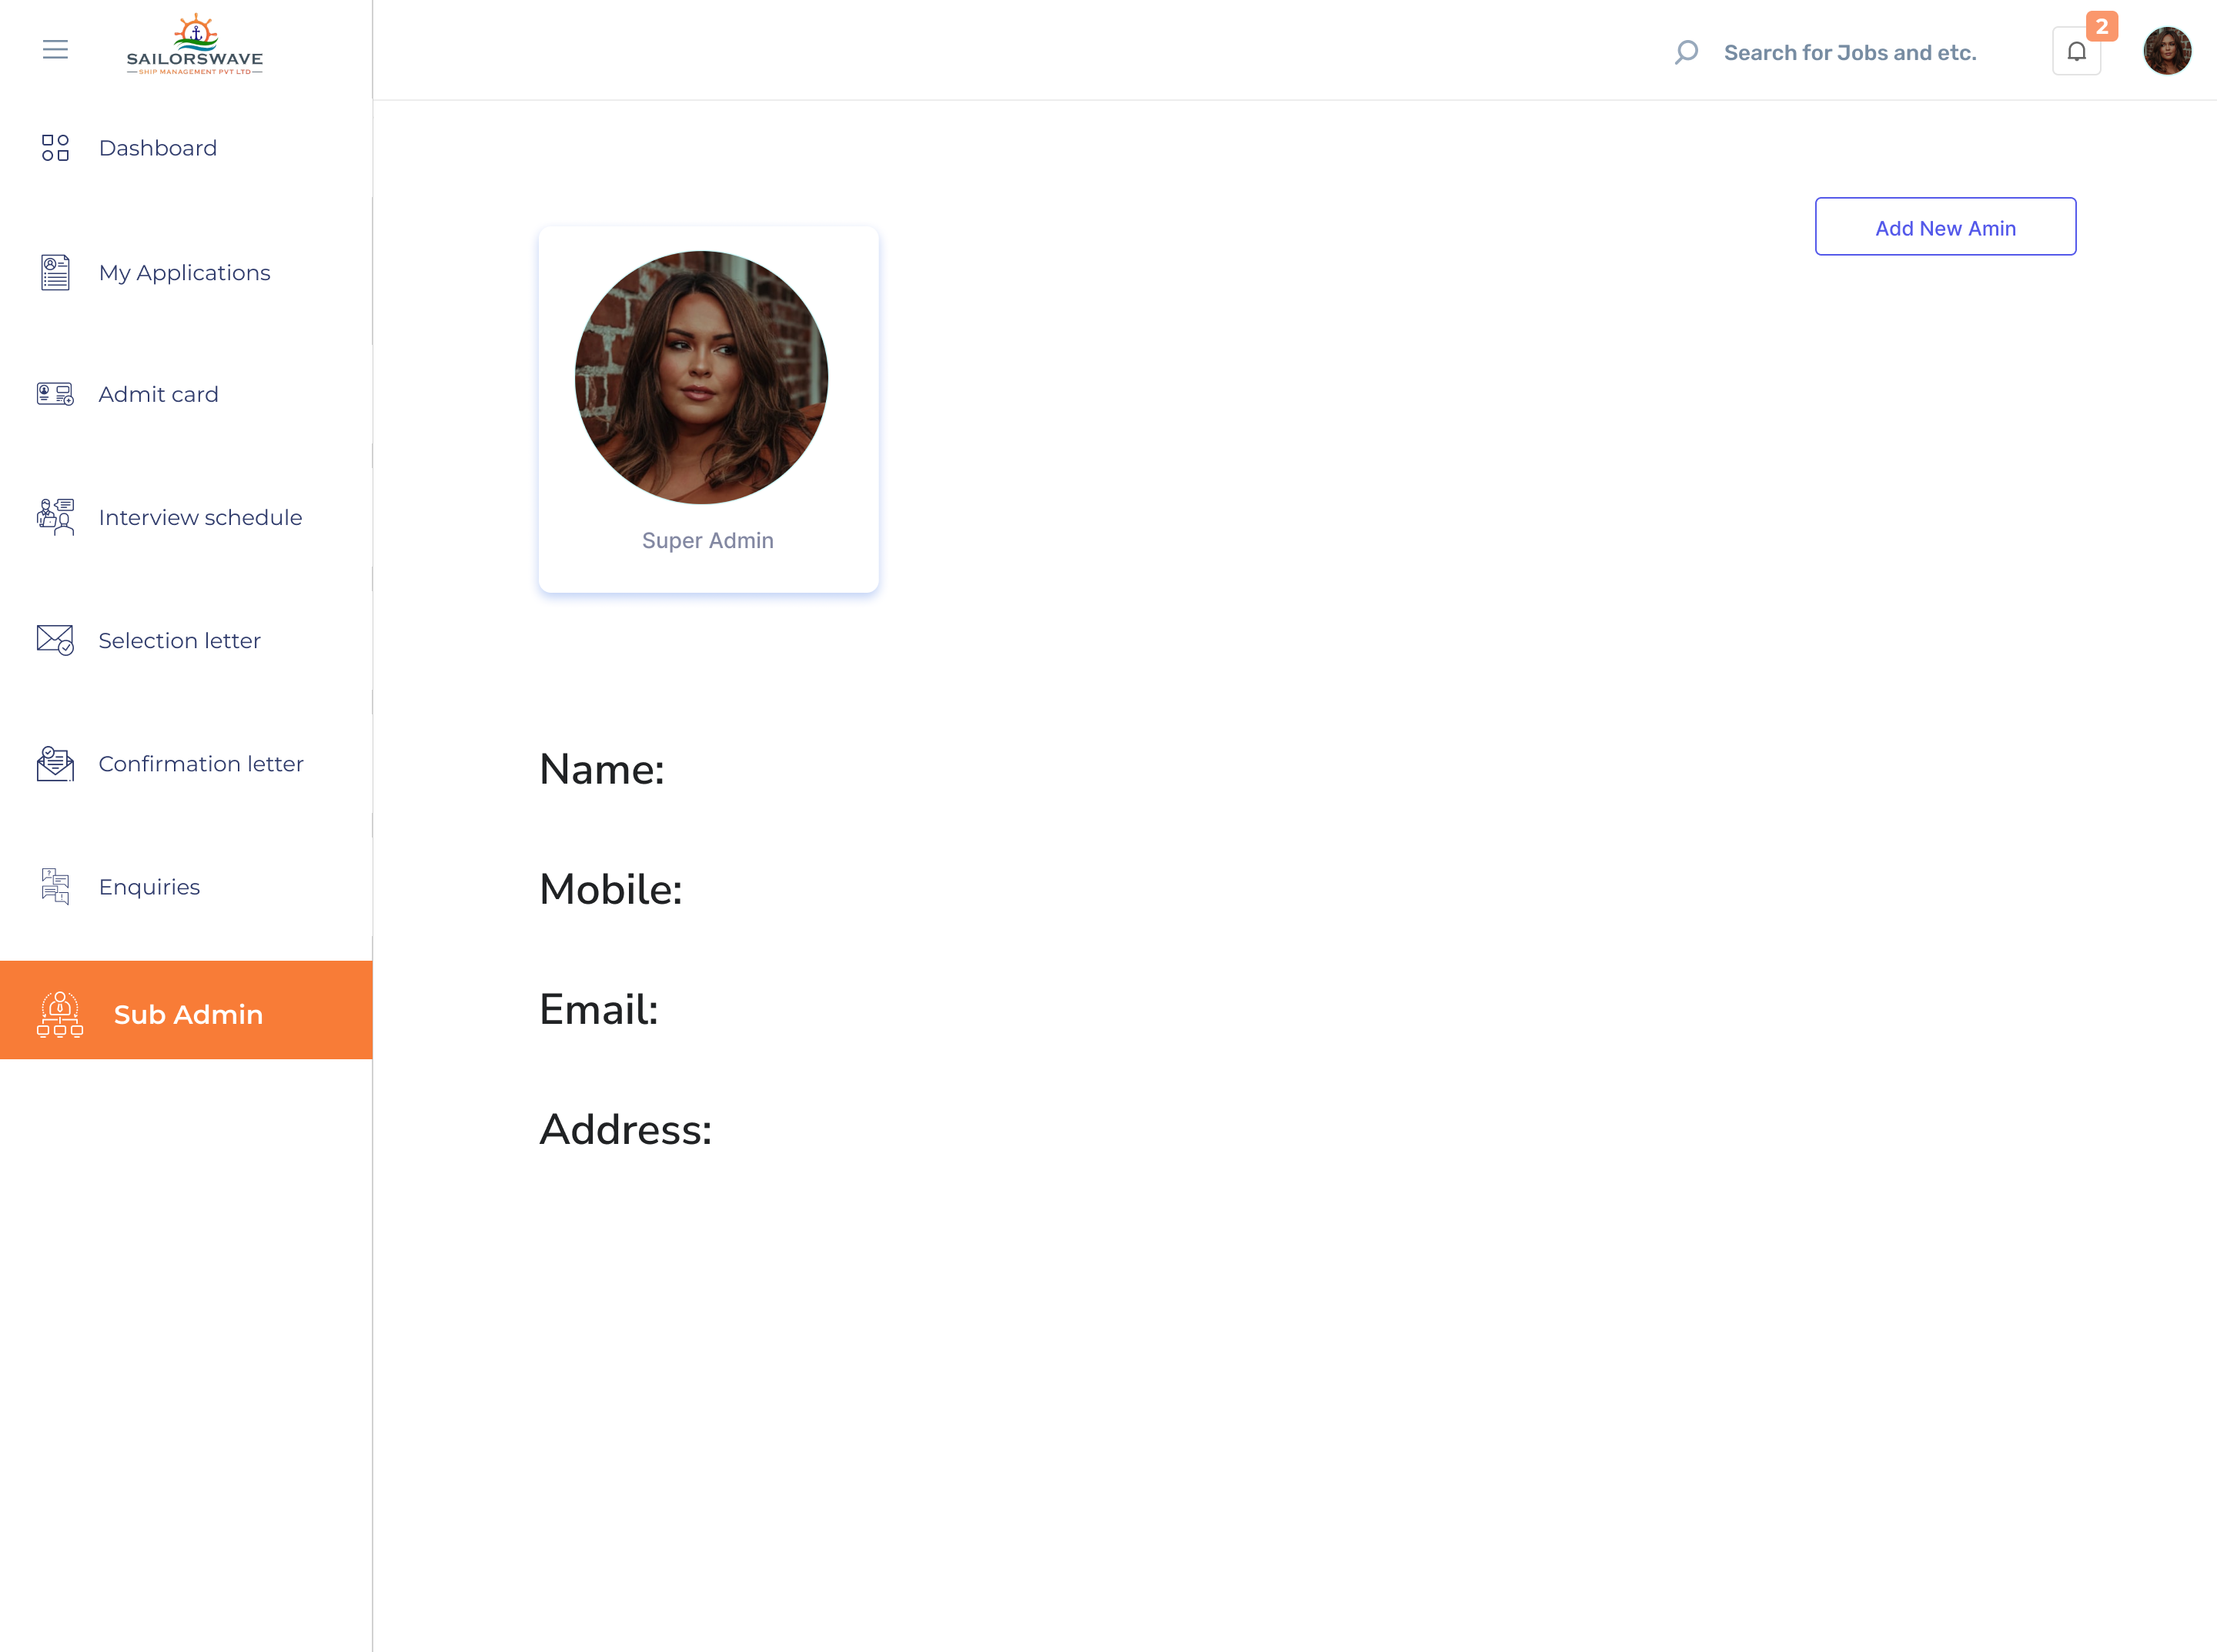 SAILORSWAVE
SHIP MANAGEMENT PVT LTD
Search for Jobs and etc.
2
Dashboard
My Applications
Admit card
Interview schedule
Selection letter
Confirmation letter
Enquiries
Sub Admin
Add New Amin
Super Admin
Name:
Mobile:
Email:
Address: